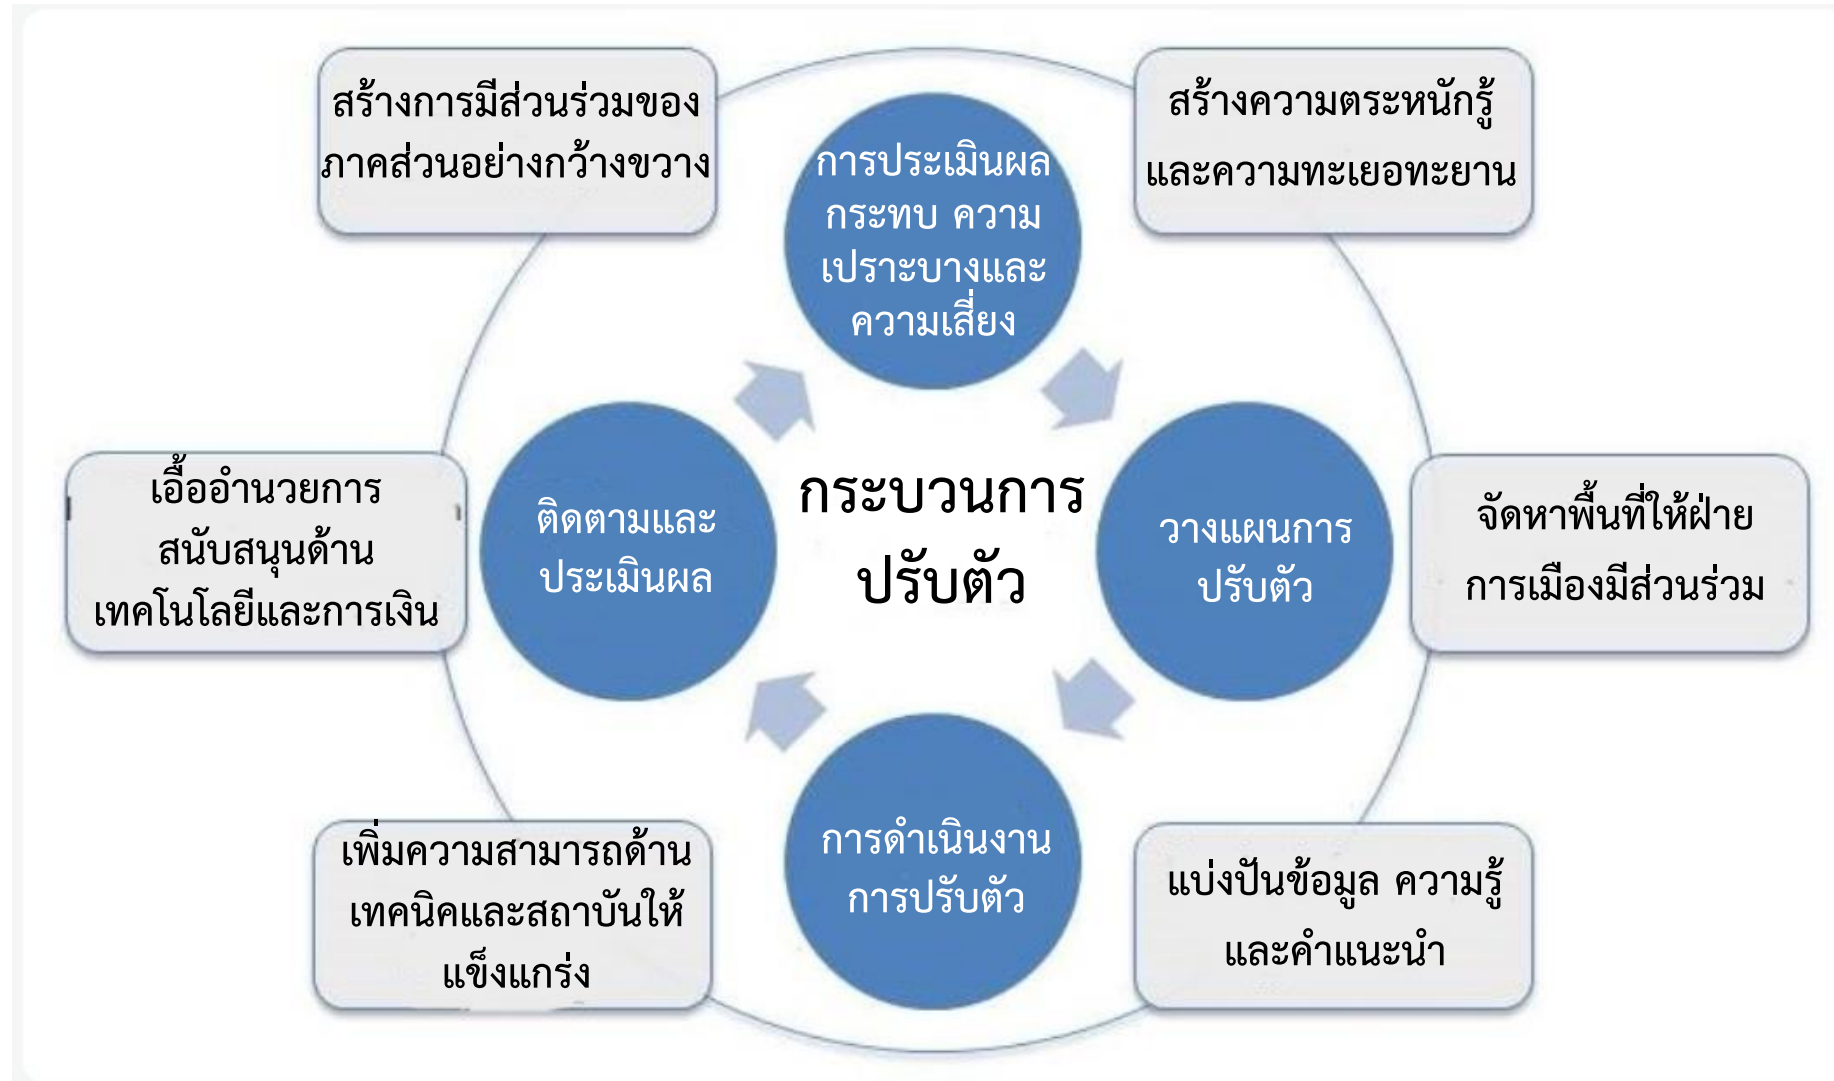 สร้างการมีส่วนร่วมของ
ภาคส่วนอย่างกว้างขวาง
การประเมินผล
กระทบ ความ
เปราะบางและ
ความเสี่ยง
สร้างความตระหนักรู้
และความทะเยอทะยาน
เอื้ออำนวยการ
สนับสนุนด้าน
เทคโนโลยีและการเงิน
ติดตามและ
ประเมินผล
กระบวนการ
ปรับตัว
วางแผนการ
ปรับตัว
จัดหาพื้นที่ให้ฝ่าย
การเมืองมีส่วนร่วม
เพิ่มความสามารถด้าน
เทคนิคและสถาบันให้
แข็งแกร่ง
การดำเนินงาน
การปรับตัว
แบ่งปันข้อมูล ความรู้
และคำแนะนำ